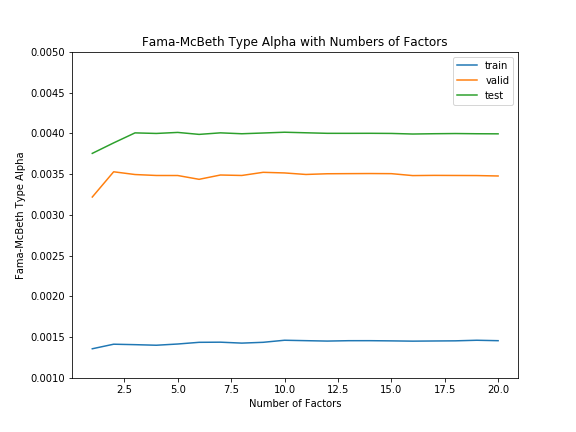 Fama-McBeth Type Alpha with Numbers of Factors
train
valid
test
Fama-McBeth Type Alpha
0.0050
0.0045
0.0040
0.0035
0.0030
0.0025
0.0020
0.0015
0.0010
2.5 5.0 7.5 10.0 12.5 15.0 17.5 20.0
Number of Factors